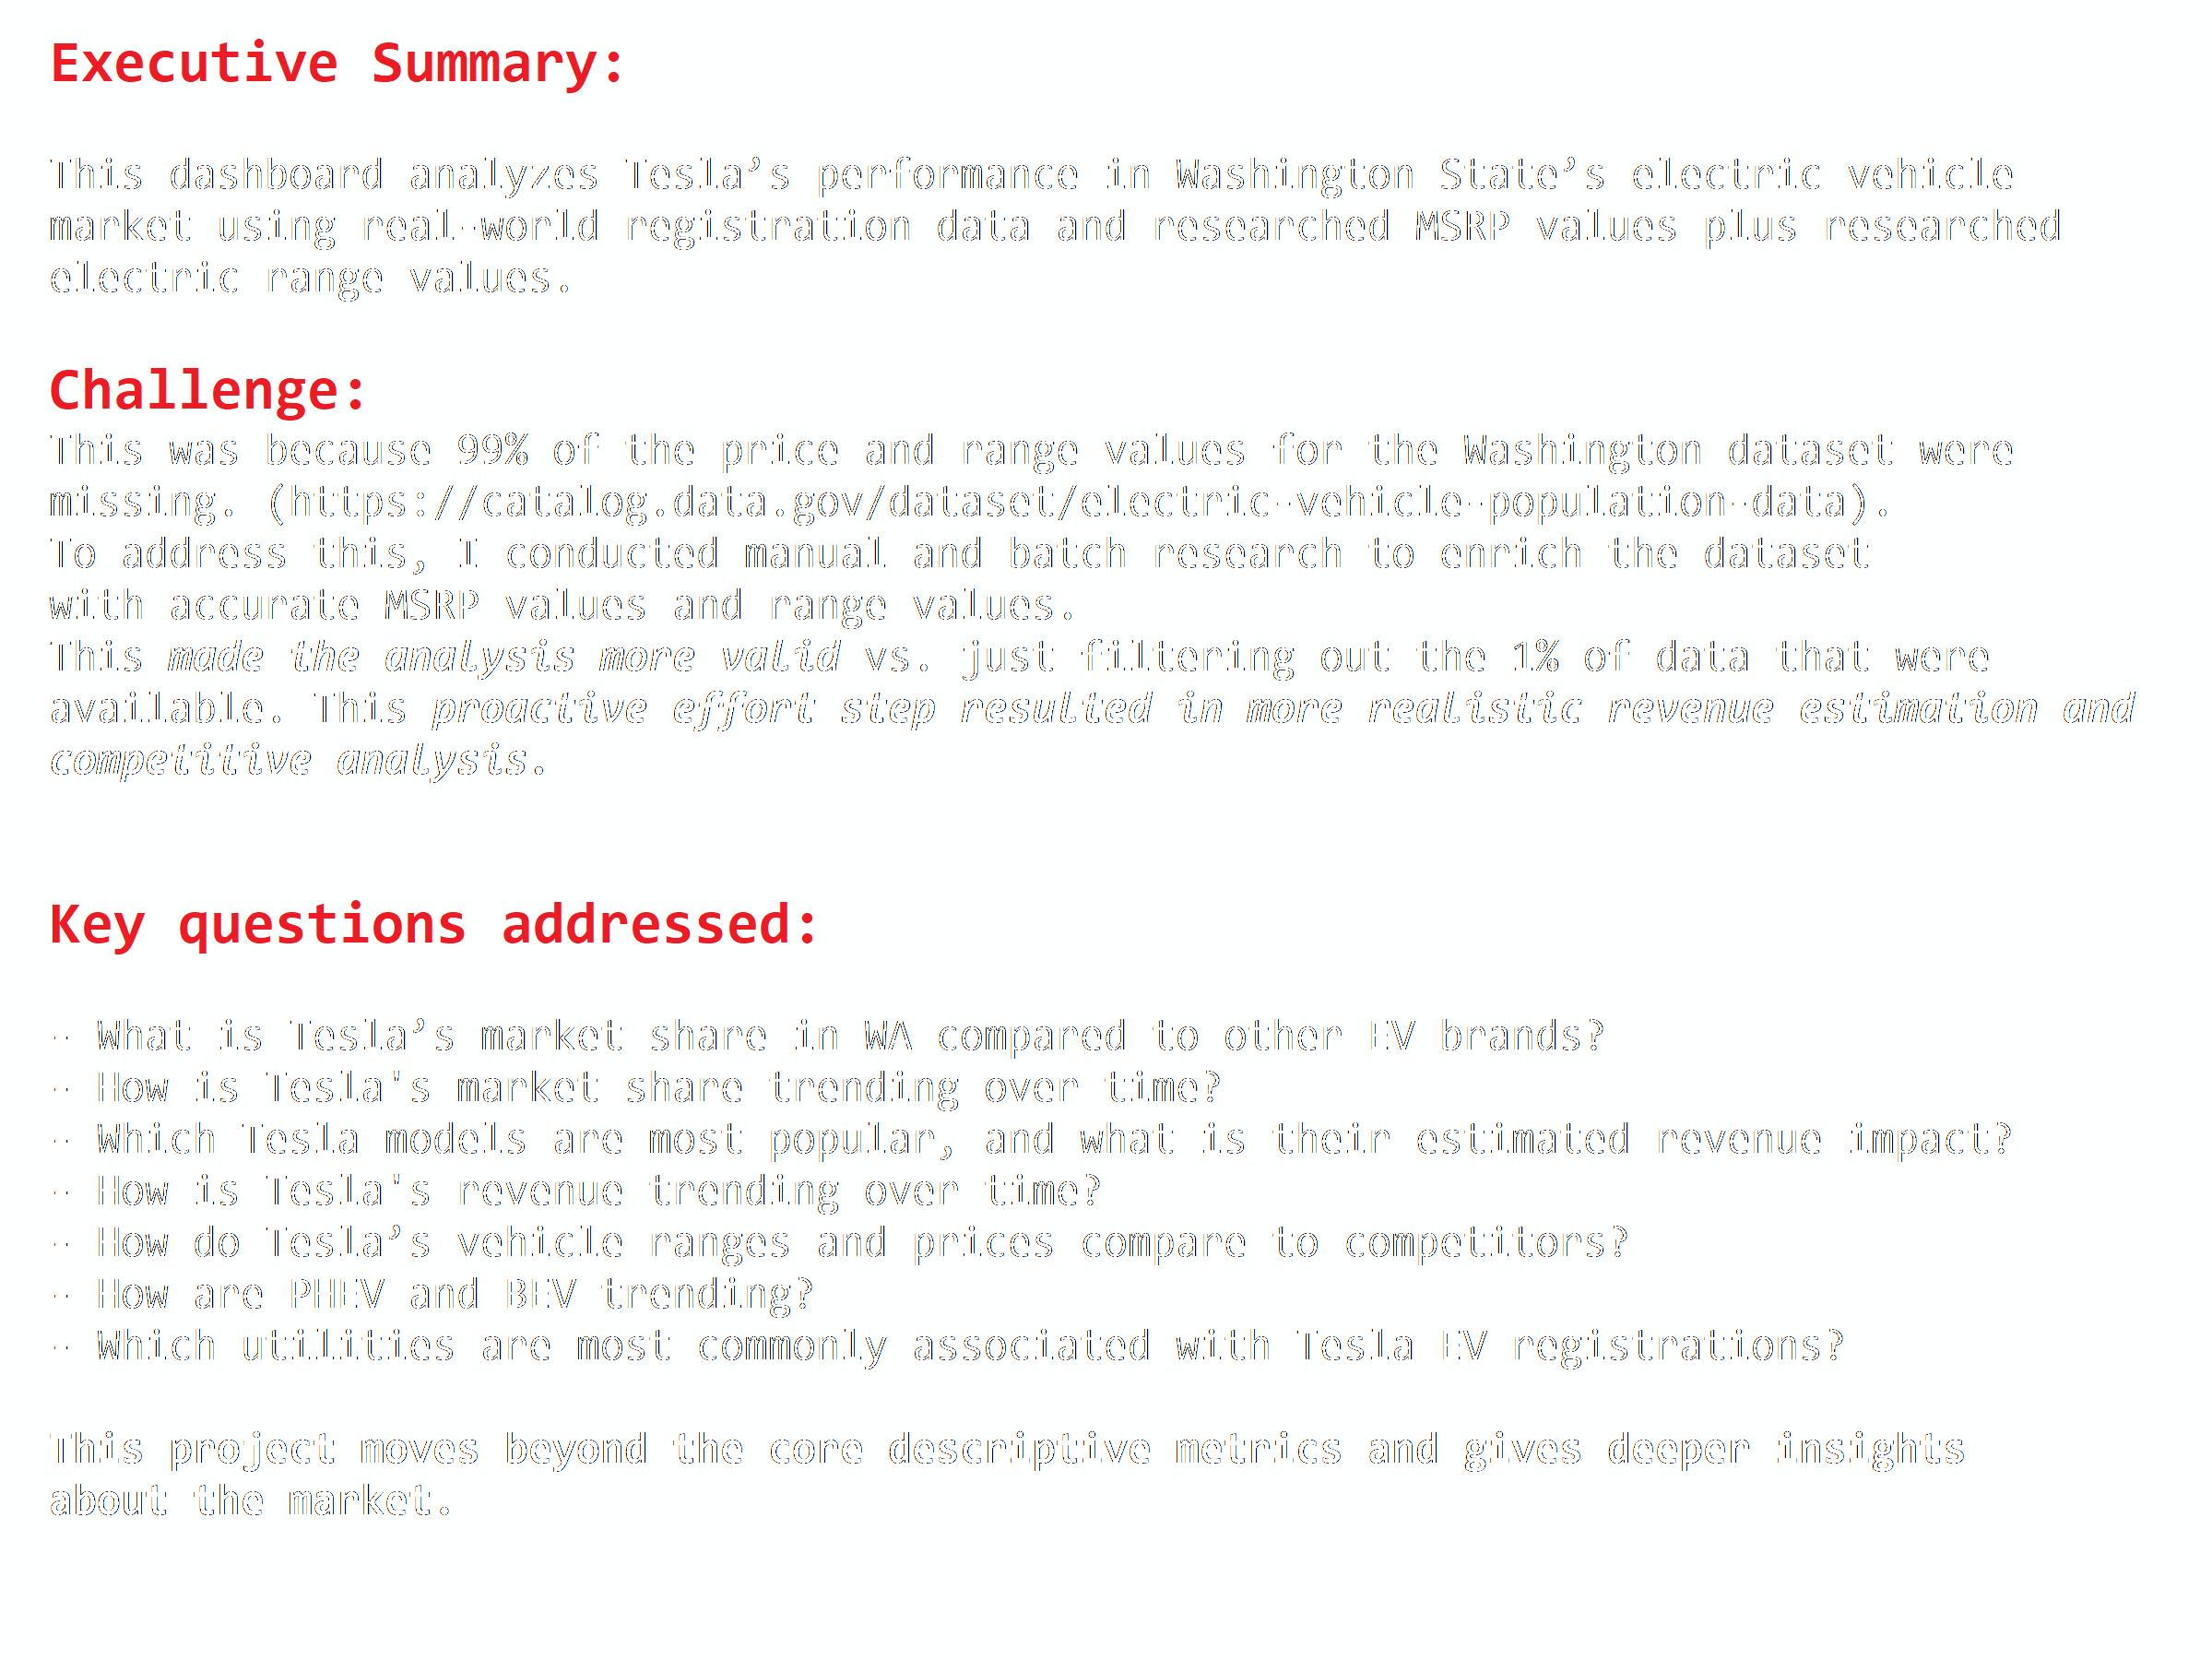 Executive Summary:
This dashboard analyzes Tesla’s performance in Washington State’s electric vehicle
market using real-world registration data and researched MSRP values plus researched
electric range values.
Challenge:
This was because 99% of the price and range values for the Washington dataset were
missing. (https://catalog.data.gov/dataset/electric-vehicle-population-data).
To address this, I conducted manual and batch research to enrich the dataset
with accurate MSRP values and range values.
This made the analysis more valid vs. just filtering out the 1% of data that were
available. This proactive effort step resulted in more realistic revenue estimation and
competitive analysis.
Key questions addressed:
- What is Tesla’s market share in WA compared to other EV brands?
- How is Tesla's market share trending over time?
- Which Tesla models are most popular, and what is their estimated revenue impact?
- How is Tesla's revenue trending over time?
- How do Tesla’s vehicle ranges and prices compare to competitors?
- How are PHEV and BEV trending?
- Which utilities are most commonly associated with Tesla EV registrations?
This project moves beyond the core descriptive metrics and gives deeper insights
about the market.